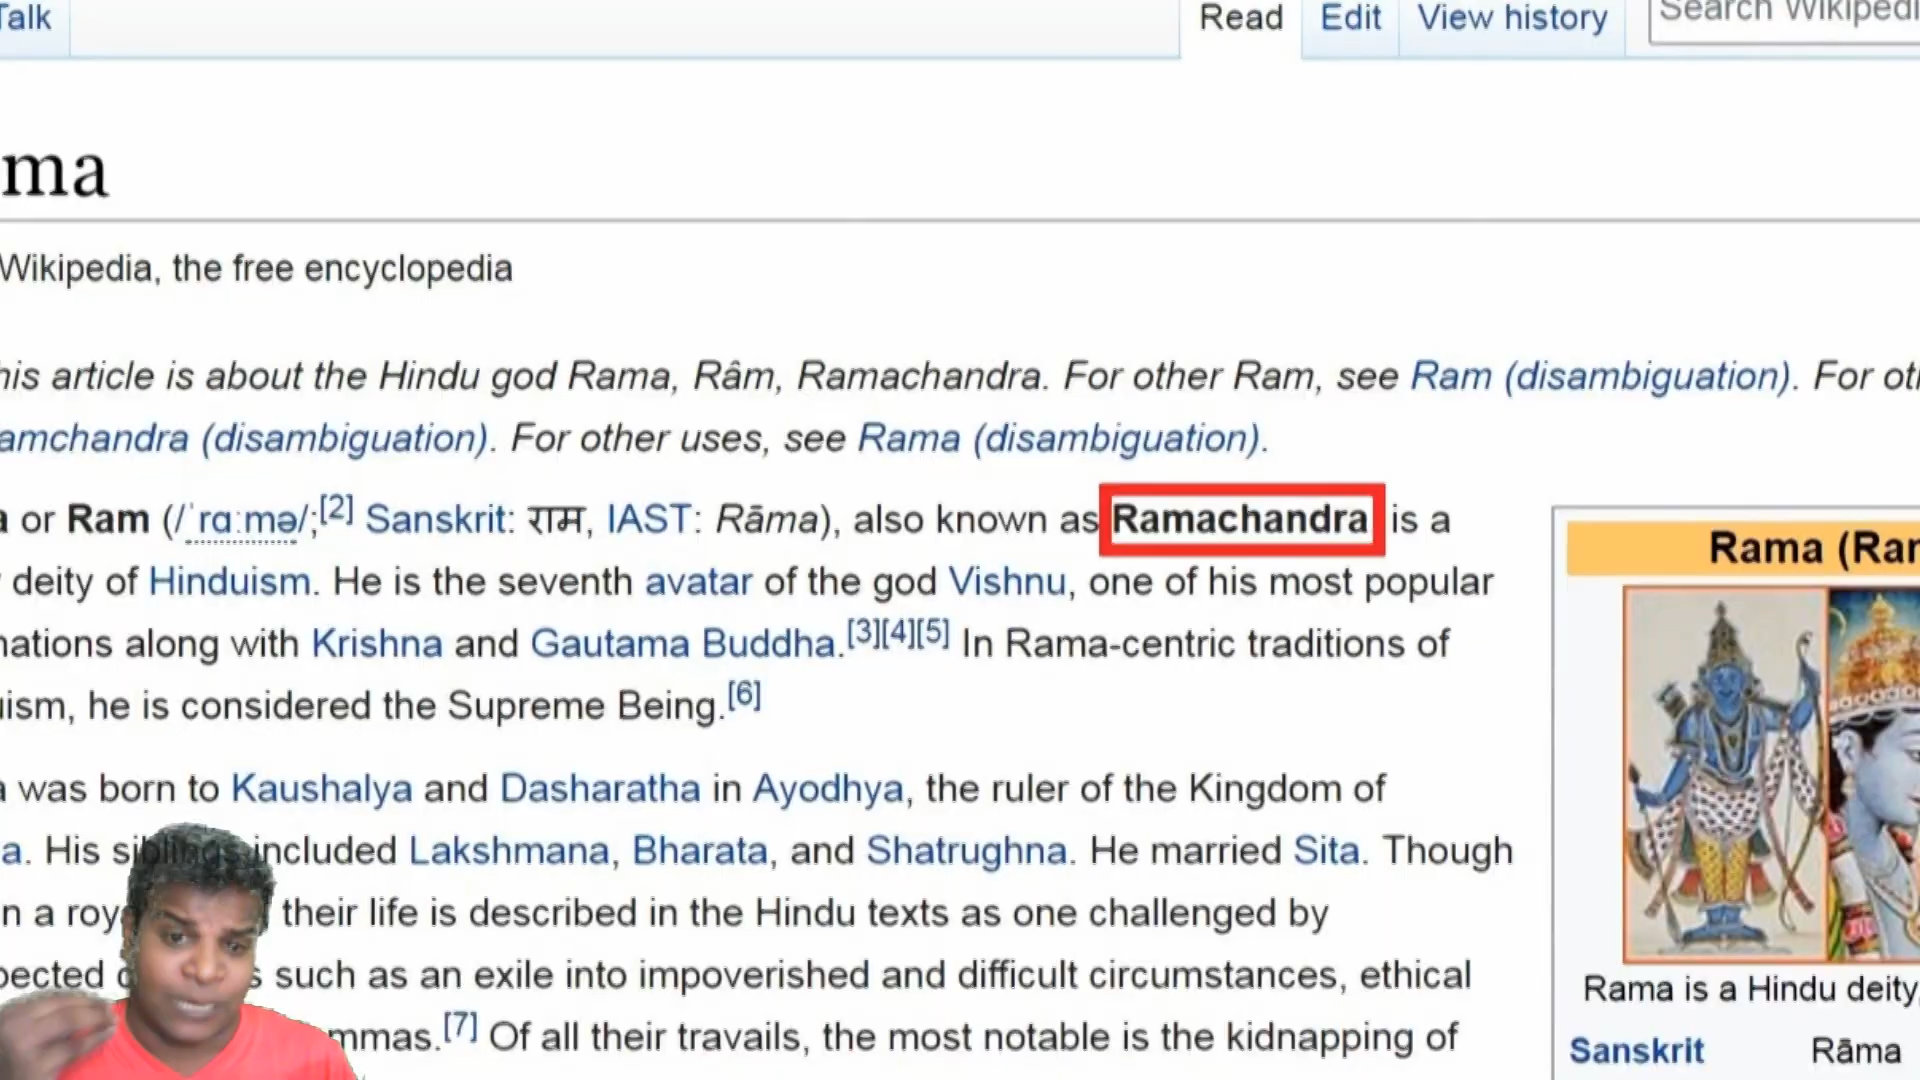 Talk
Read Edit View history Search Wikipedi
ma
Wikipedia, the free encyclopedia
his article is about the Hindu god Rama, Râm, Ramachandra. For other Ram, see Ram (disambiguation). For oth
amchandra (disambiguation). For other uses, see Rama (disambiguation).
a or Ram (/ˈrɑːmə/;[2] Sanskrit: राम, IAST: Rāma), also known as Ramachandra is a
deity of Hinduism. He is the seventh avatar of the god Vishnu, one of his most popular
nations along with Krishna and Gautama Buddha.[3][4][5] In Rama-centric traditions of
uism, he is considered the Supreme Being.[6]
a was born to Kaushalya and Dasharatha in Ayodhya, the ruler of the Kingdom of
a. His siblings included Lakshmana, Bharata, and Shatrughna. He married Sita. Though
n a roy their life is described in the Hindu texts as one challenged by
pected c s such as an exile into impoverished and difficult circumstances, ethical
mmas.[7] Of all their travails, the most notable is the kidnapping of
Rama (Ram
Rama is a Hindu deity,
Sanskrit Rāma